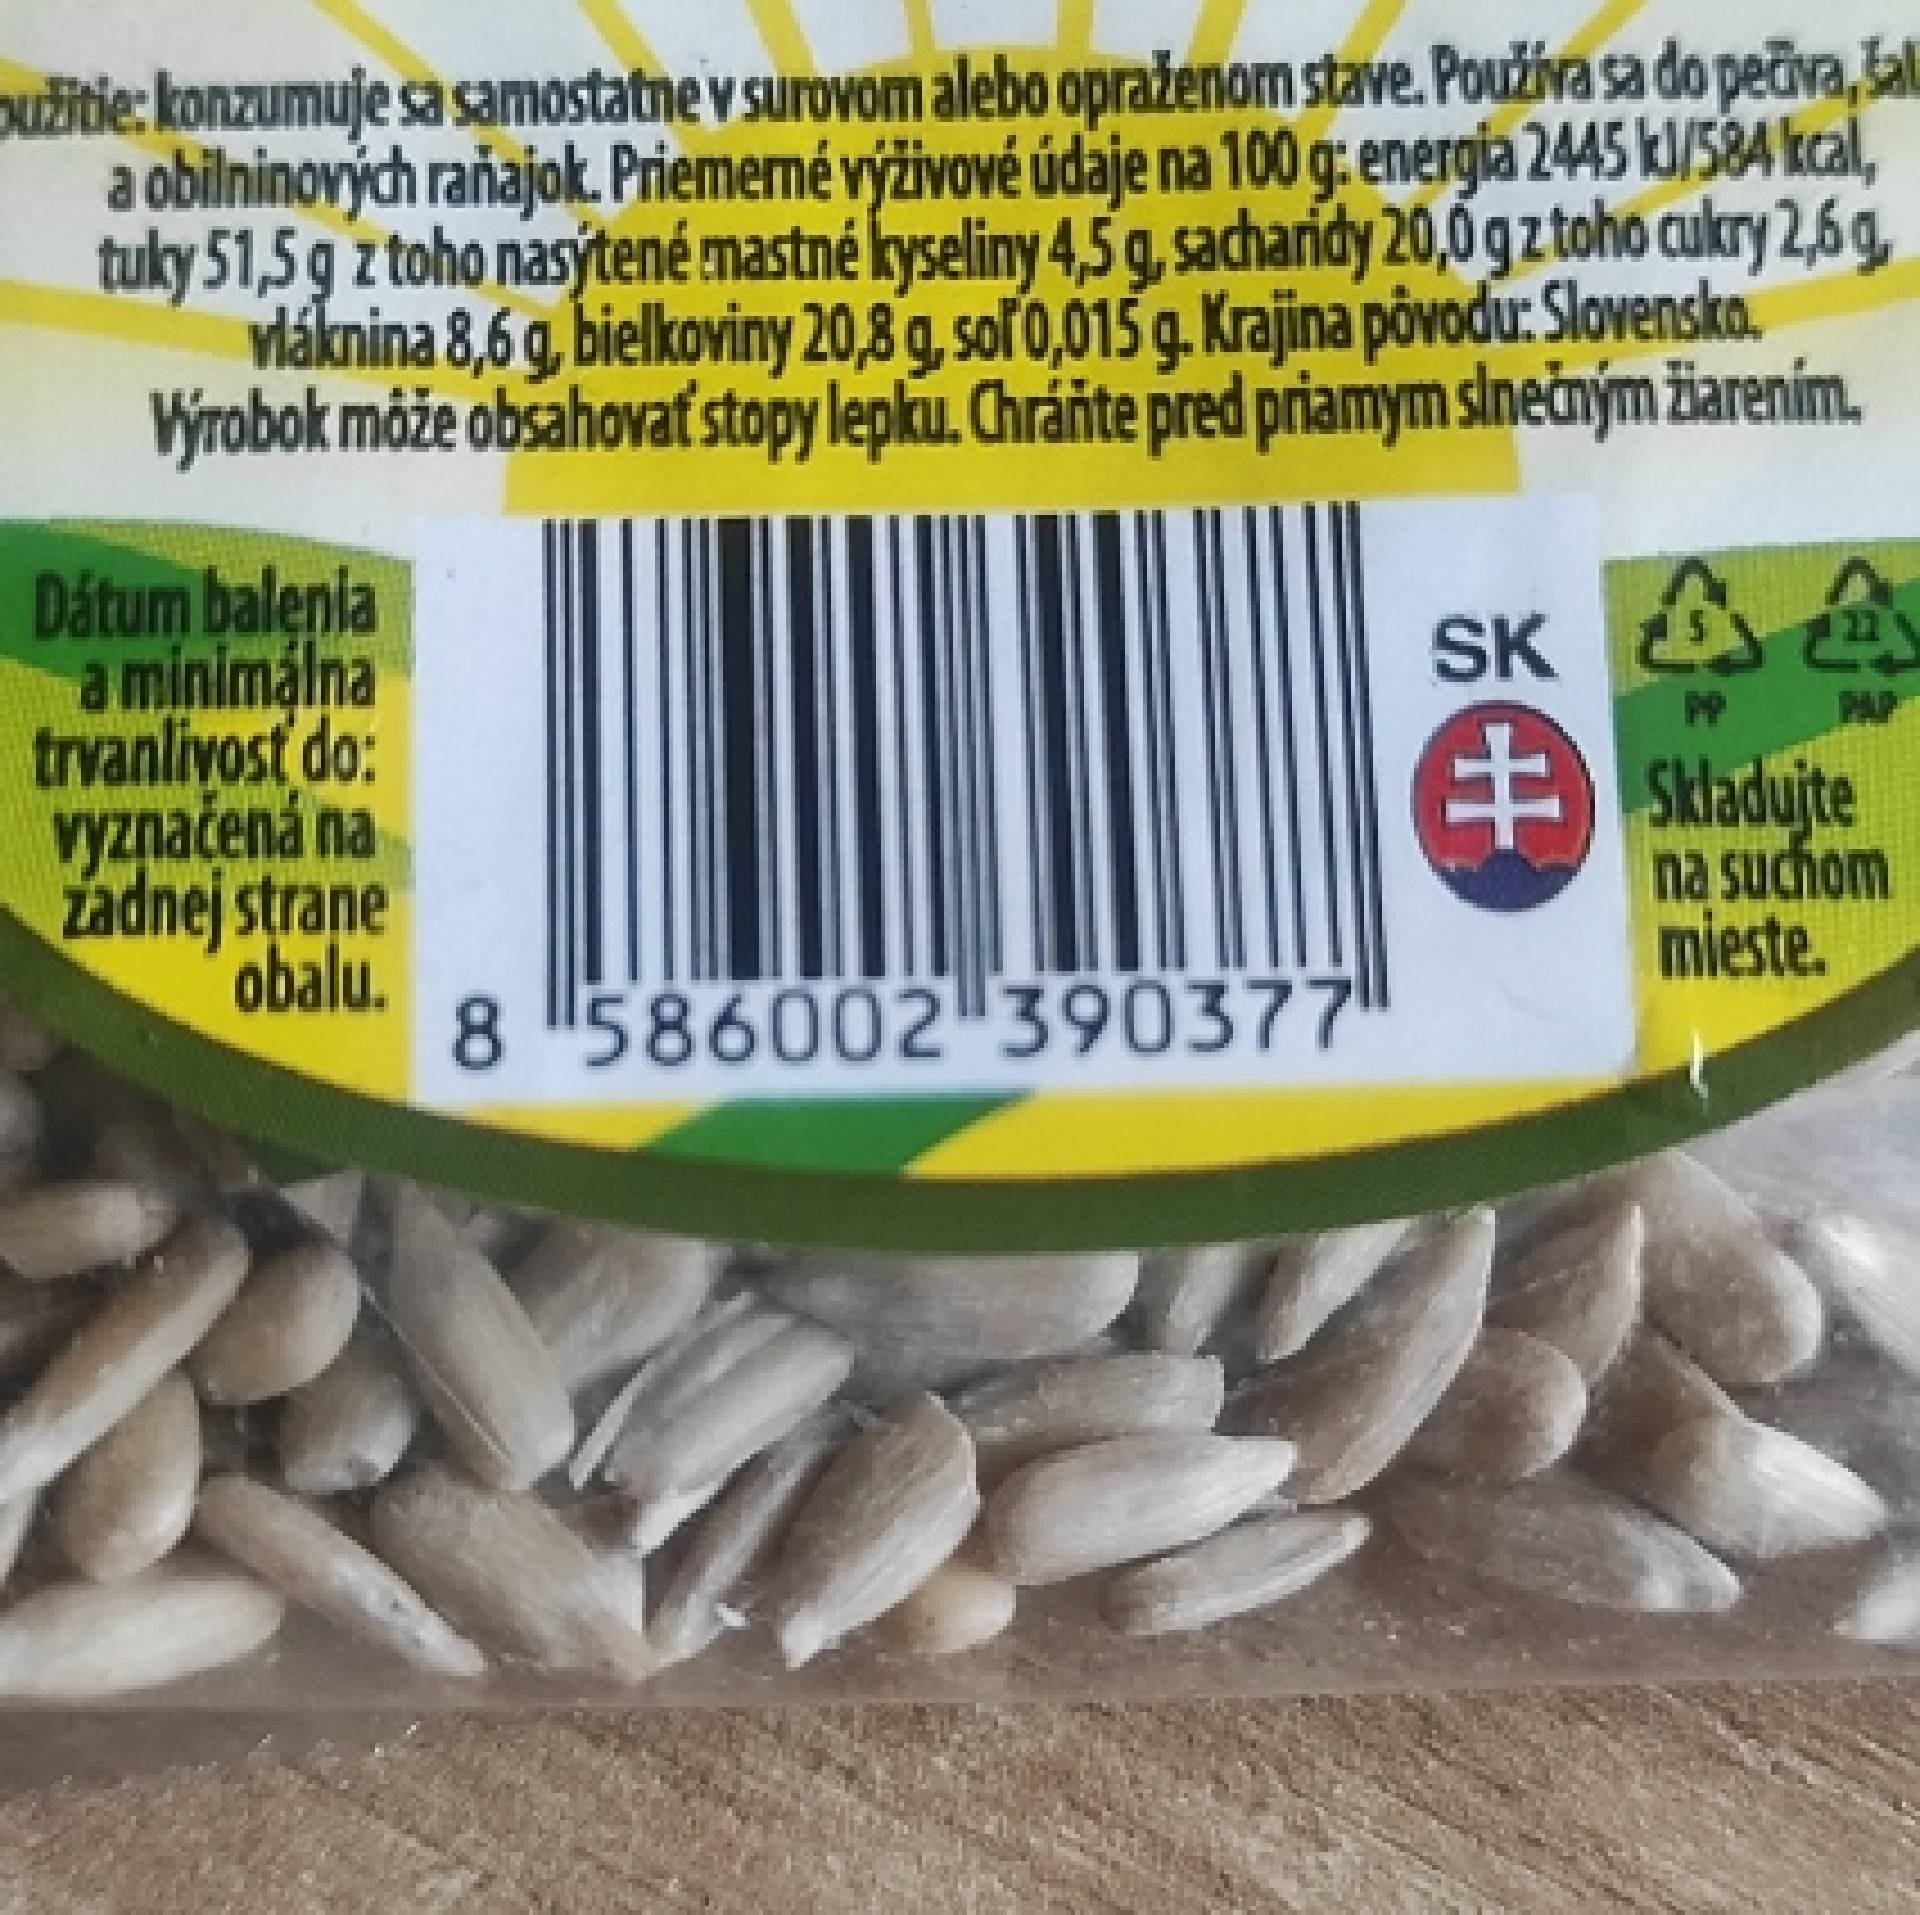 oužitie: konzumuje sa samostatne v surovom alebo opraženom stave. Používa sa do pečiva, šal
a obilninových raňajok. Priemerné výživové údaje na 100 g: energia 2445 kJ/584 kcal,
tuky 51,5 g z toho nasýtené mastné kyseliny 4,5 g, sacharidy 20,0 g z toho cukry 2,6 g,
vláknina 8,6 g, bielkoviny 20,8 g, soľ 0,015 g. Krajina pôvodu: Slovensko.
Výrobok môže obsahovať stopy lepku. Chráňte pred priamym slnečným žiarením.
Dátum balenia
a minimálna
trvanlivosť do:
vyznačená na
zadnej strane
obalu.
8 586002 390377
SK
5 22
PP PAP
Skladujte
na suchom
mieste.